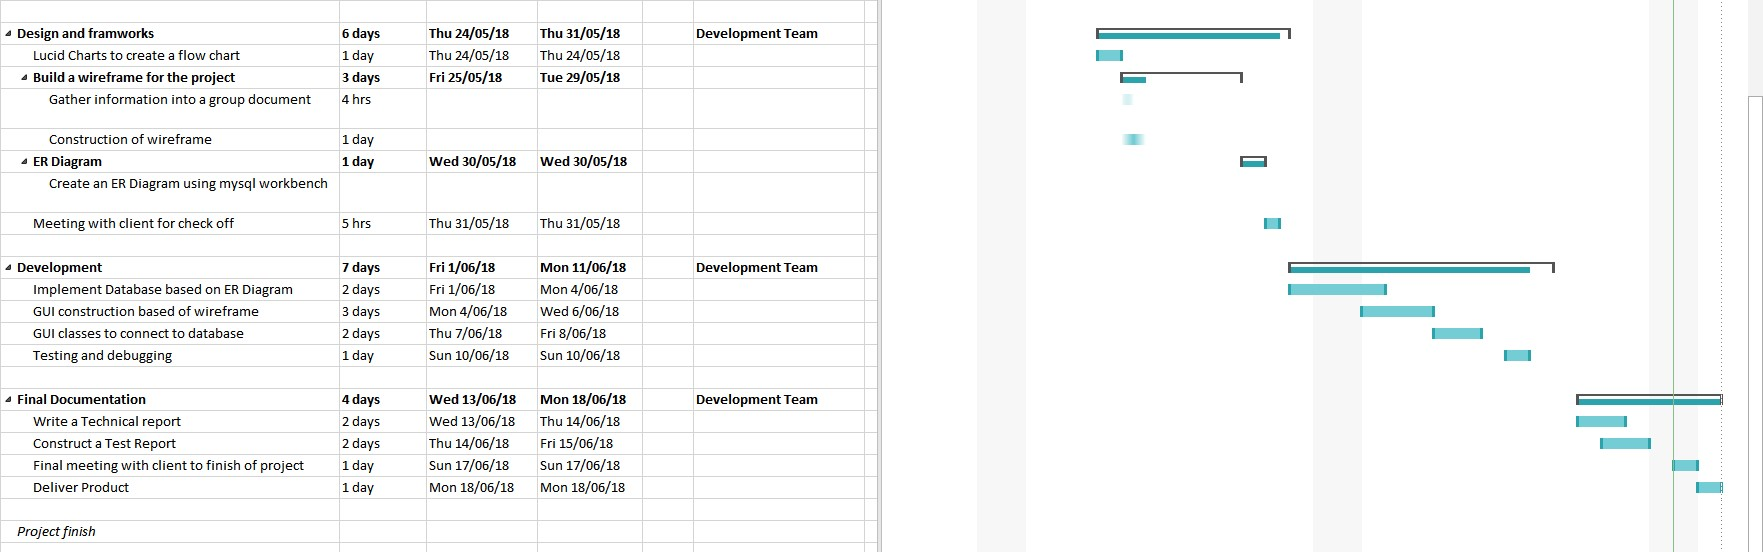 Design and framworks 6 days Thu 24/05/18 Thu 31/05/18 Development Team
Lucid Charts to create a flow chart 1 day Thu 24/05/18 Thu 24/05/18
Build a wireframe for the project 3 days Fri 25/05/18 Tue 29/05/18
Gather information into a group document 4 hrs
Construction of wireframe 1 day
ER Diagram 1 day Wed 30/05/18 Wed 30/05/18
Create an ER Diagram using mysql workbench
Meeting with client for check off 5 hrs Thu 31/05/18 Thu 31/05/18
Development 7 days Fri 1/06/18 Mon 11/06/18 Development Team
Implement Database based on ER Diagram 2 days Fri 1/06/18 Mon 4/06/18
GUI construction based of wireframe 3 days Mon 4/06/18 Wed 6/06/18
GUI classes to connect to database 2 days Thu 7/06/18 Fri 8/06/18
Testing and debugging 1 day Sun 10/06/18 Sun 10/06/18
Final Documentation 4 days Wed 13/06/18 Mon 18/06/18 Development Team
Write a Technical report 2 days Wed 13/06/18 Thu 14/06/18
Construct a Test Report 2 days Thu 14/06/18 Fri 15/06/18
Final meeting with client to finish of project 1 day Sun 17/06/18 Sun 17/06/18
Deliver Product 1 day Mon 18/06/18 Mon 18/06/18
Project finish